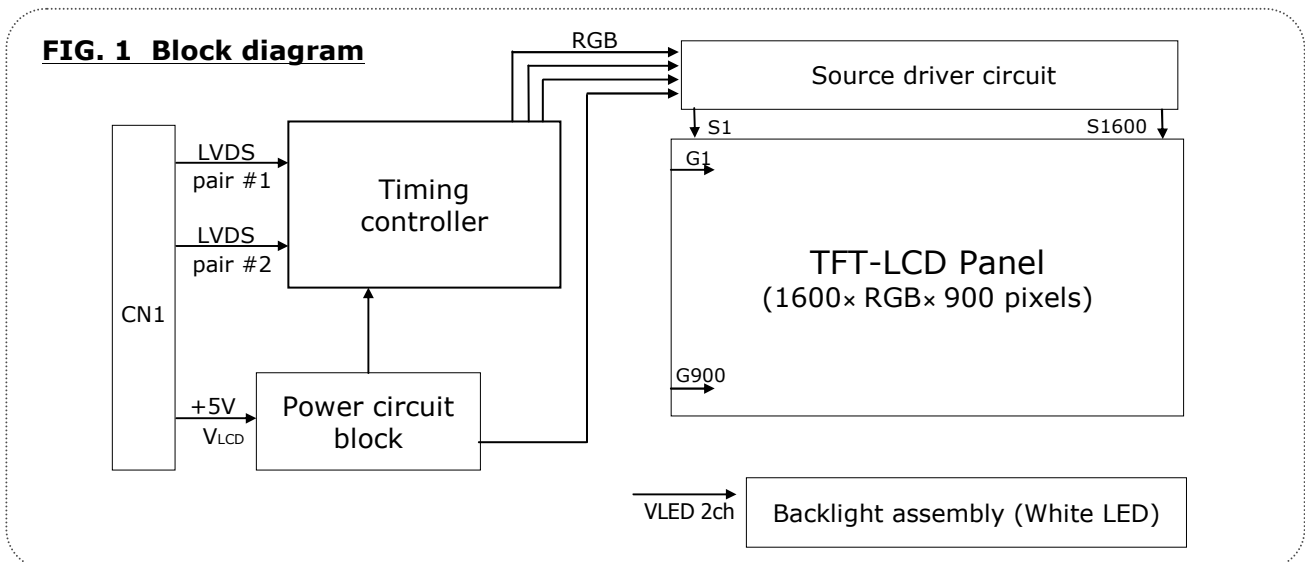 FIG. 1 Block diagram
RGB
Source driver circuit
S1
S1600
CN1
LVDS
pair #1
LVDS
pair #2
Timing
controller
G1
TFT-LCD Panel
(1600× RGB× 900 pixels)
G900
+5V
VLCD
Power circuit
block
VLED 2ch
Backlight assembly (White LED)